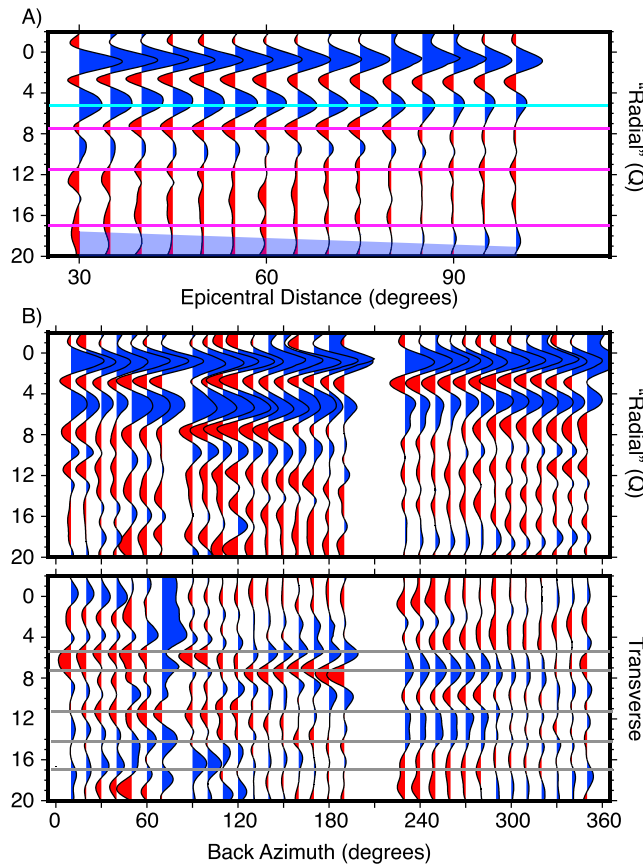 A)
0
4
8
12
16
20
"Radial" (Q)
30 60 90
Epicentral Distance (degrees)
B)
0
4
8
12
16
20
"Radial" (Q)
0
4
8
12
16
20
Transverse
0 60 120 180 240 300 360
Back Azimuth (degrees)